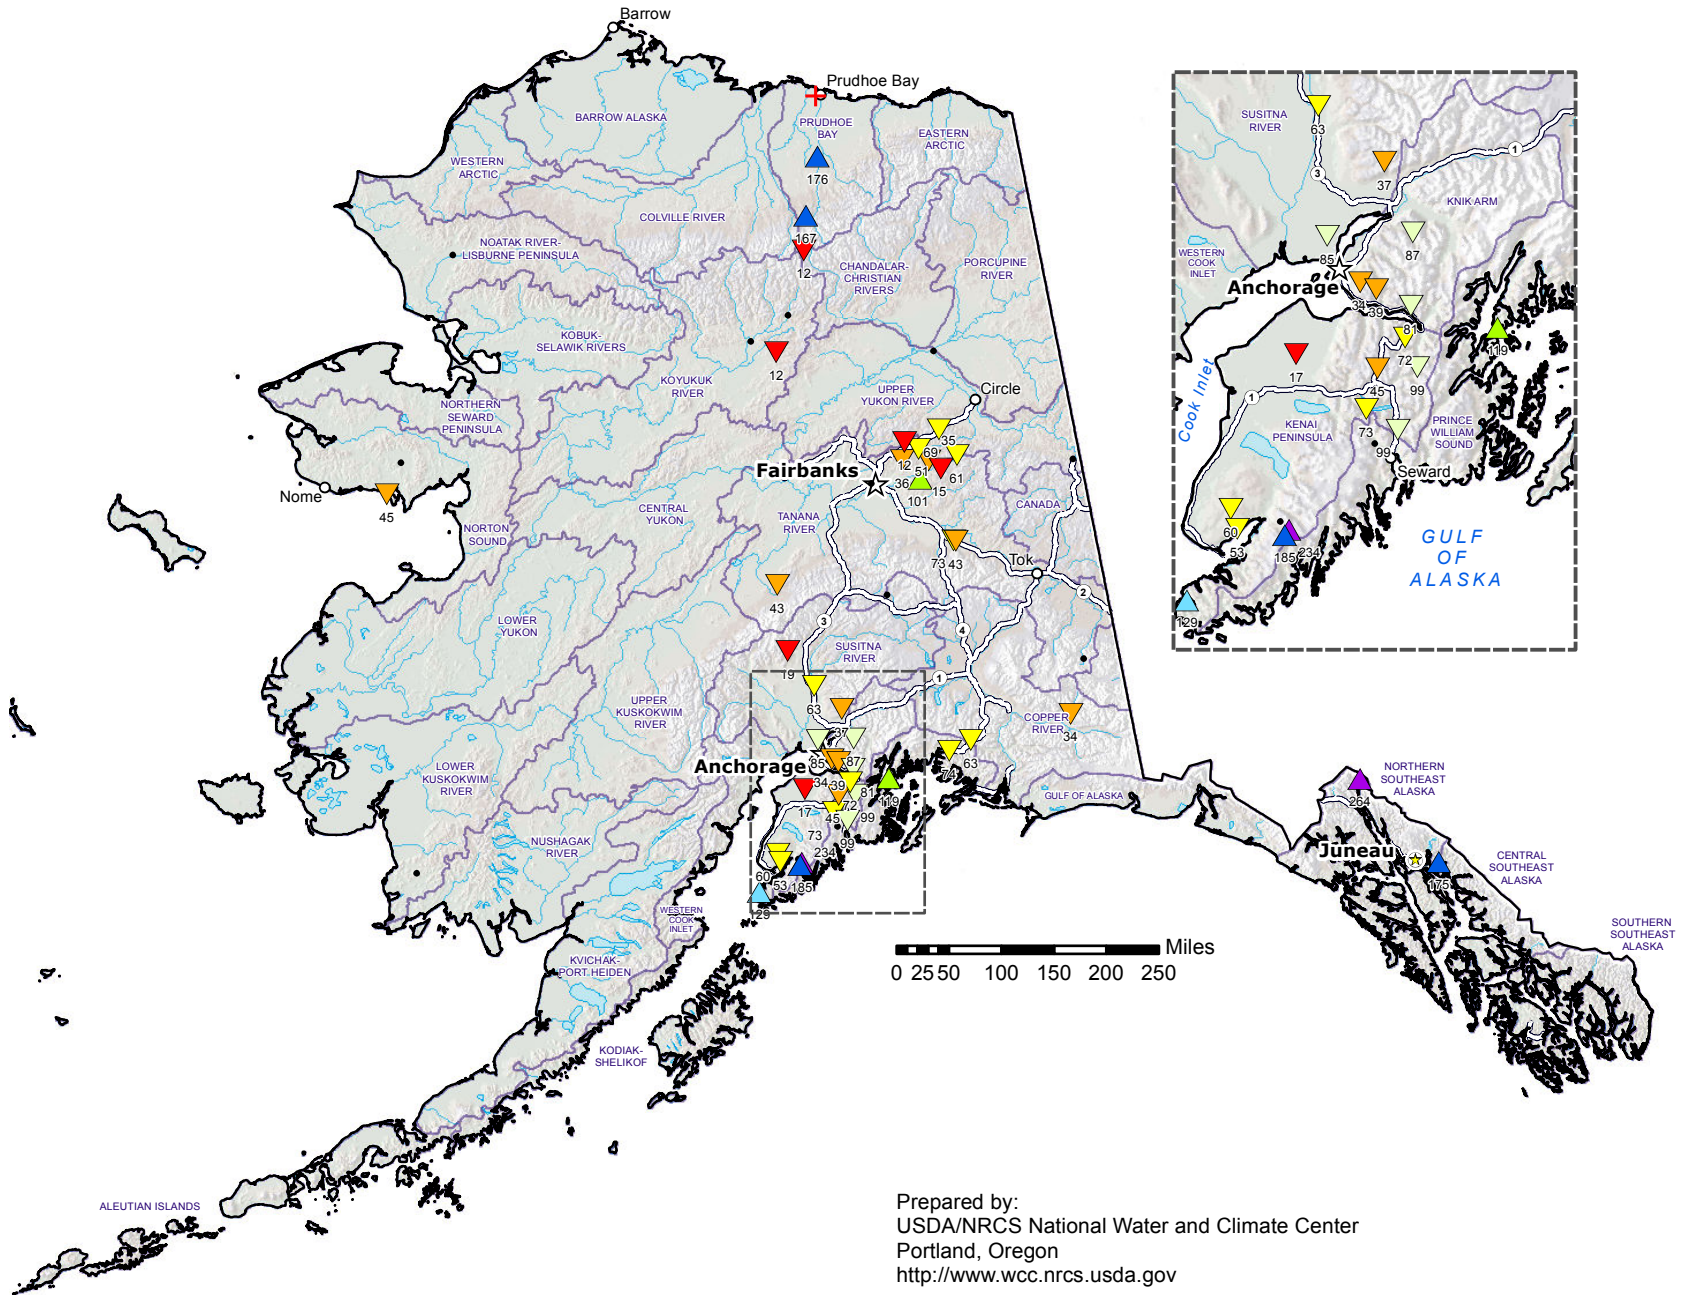 Barrow
Prudhoe Bay
BARROW ALASKA
PRUDHOE
BAY
EASTERN
ARCTIC
WESTERN
ARCTIC
176
COLVILLE RIVER
167
NOATAK RIVER-
LISBURNE PENINSULA
12
CHANDALAR-
CHRISTIAN
RIVERS
PORCUPINE
RIVER
KOBUK-
SELAWIK RIVERS
12
KOYUKUK
RIVER
UPPER
YUKON RIVER
Circle
NORTHERN
SEWARD
PENINSULA
35
69
12
51
61
Fairbanks
36
15
101
Nome
45
CENTRAL
YUKON
TANANA
RIVER
CANADA
NORTON
SOUND
73
43
Tok
2
43
LOWER
YUKON
3
4
SUSITNA
RIVER
19
1
63
UPPER
KUSKOKWIM
RIVER
37
COPPER
RIVER
34
Anchorage
85
87
74
63
LOWER
KUSKOKWIM
RIVER
34
39
81
119
GULF OF ALASKA
17
72
45
99
73
99
NUSHAGAK
RIVER
234
60
53
185
29
WESTERN
COOK
INLET
KVICHAK-
PORT HEIDEN
KODIAK-
SHELIKOF
ALEUTIAN ISLANDS
Miles
0 25 50 100 150 200 250
SUSITNA
RIVER
63
1
3
37
KNIK ARM
WESTERN
COOK
INLET
85
87
Anchorage
34
39
81
119
17
72
99
45
Cook Inlet
1
KENAI
PENINSULA
73
PRINCE
WILLIAM
SOUND
99
Seward
60
53
185
234
GULF
OF
ALASKA
129
NORTHERN
SOUTHEAST
ALASKA
264
Juneau
175
CENTRAL
SOUTHEAST
ALASKA
SOUTHERN
SOUTHEAST
ALASKA
Prepared by:
USDA/NRCS National Water and Climate Center
Portland, Oregon
http://www.wcc.nrcs.usda.gov